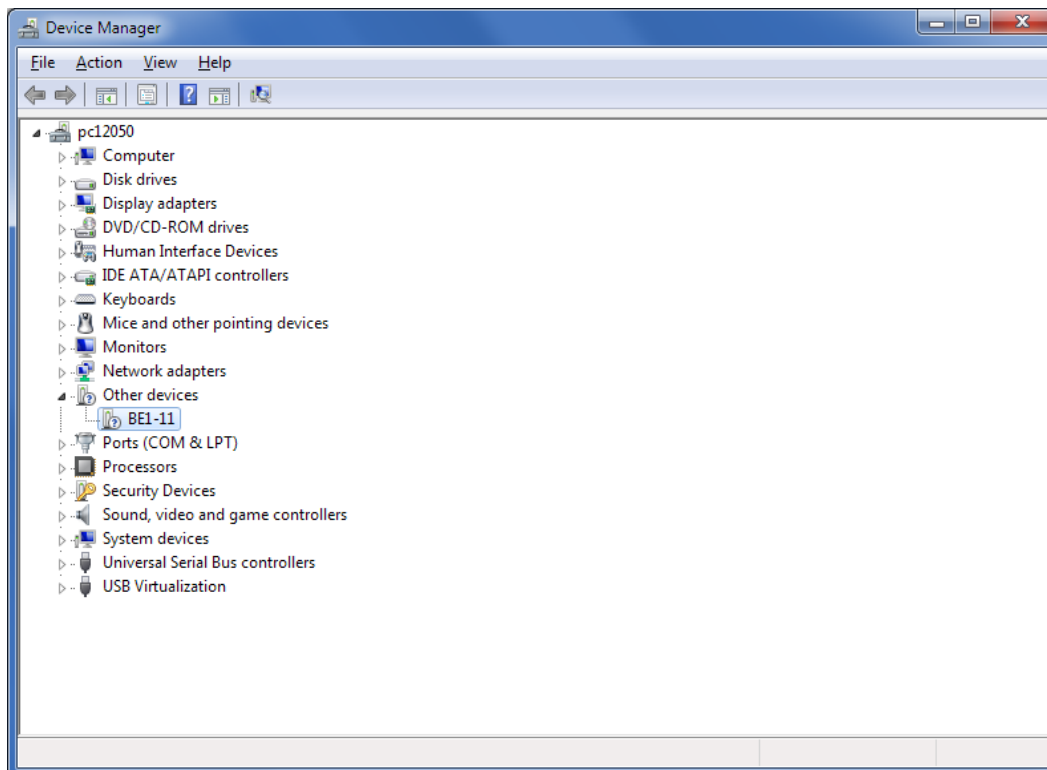 Device Manager
File Action View Help
pc12050
Computer
Disk drives
Display adapters
DVD/CD-ROM drives
Human Interface Devices
IDE ATA/ATAPI controllers
Keyboards
Mice and other pointing devices
Monitors
Network adapters
Other devices
BE1-11
Ports (COM & LPT)
Processors
Security Devices
Sound, video and game controllers
System devices
Universal Serial Bus controllers
USB Virtualization